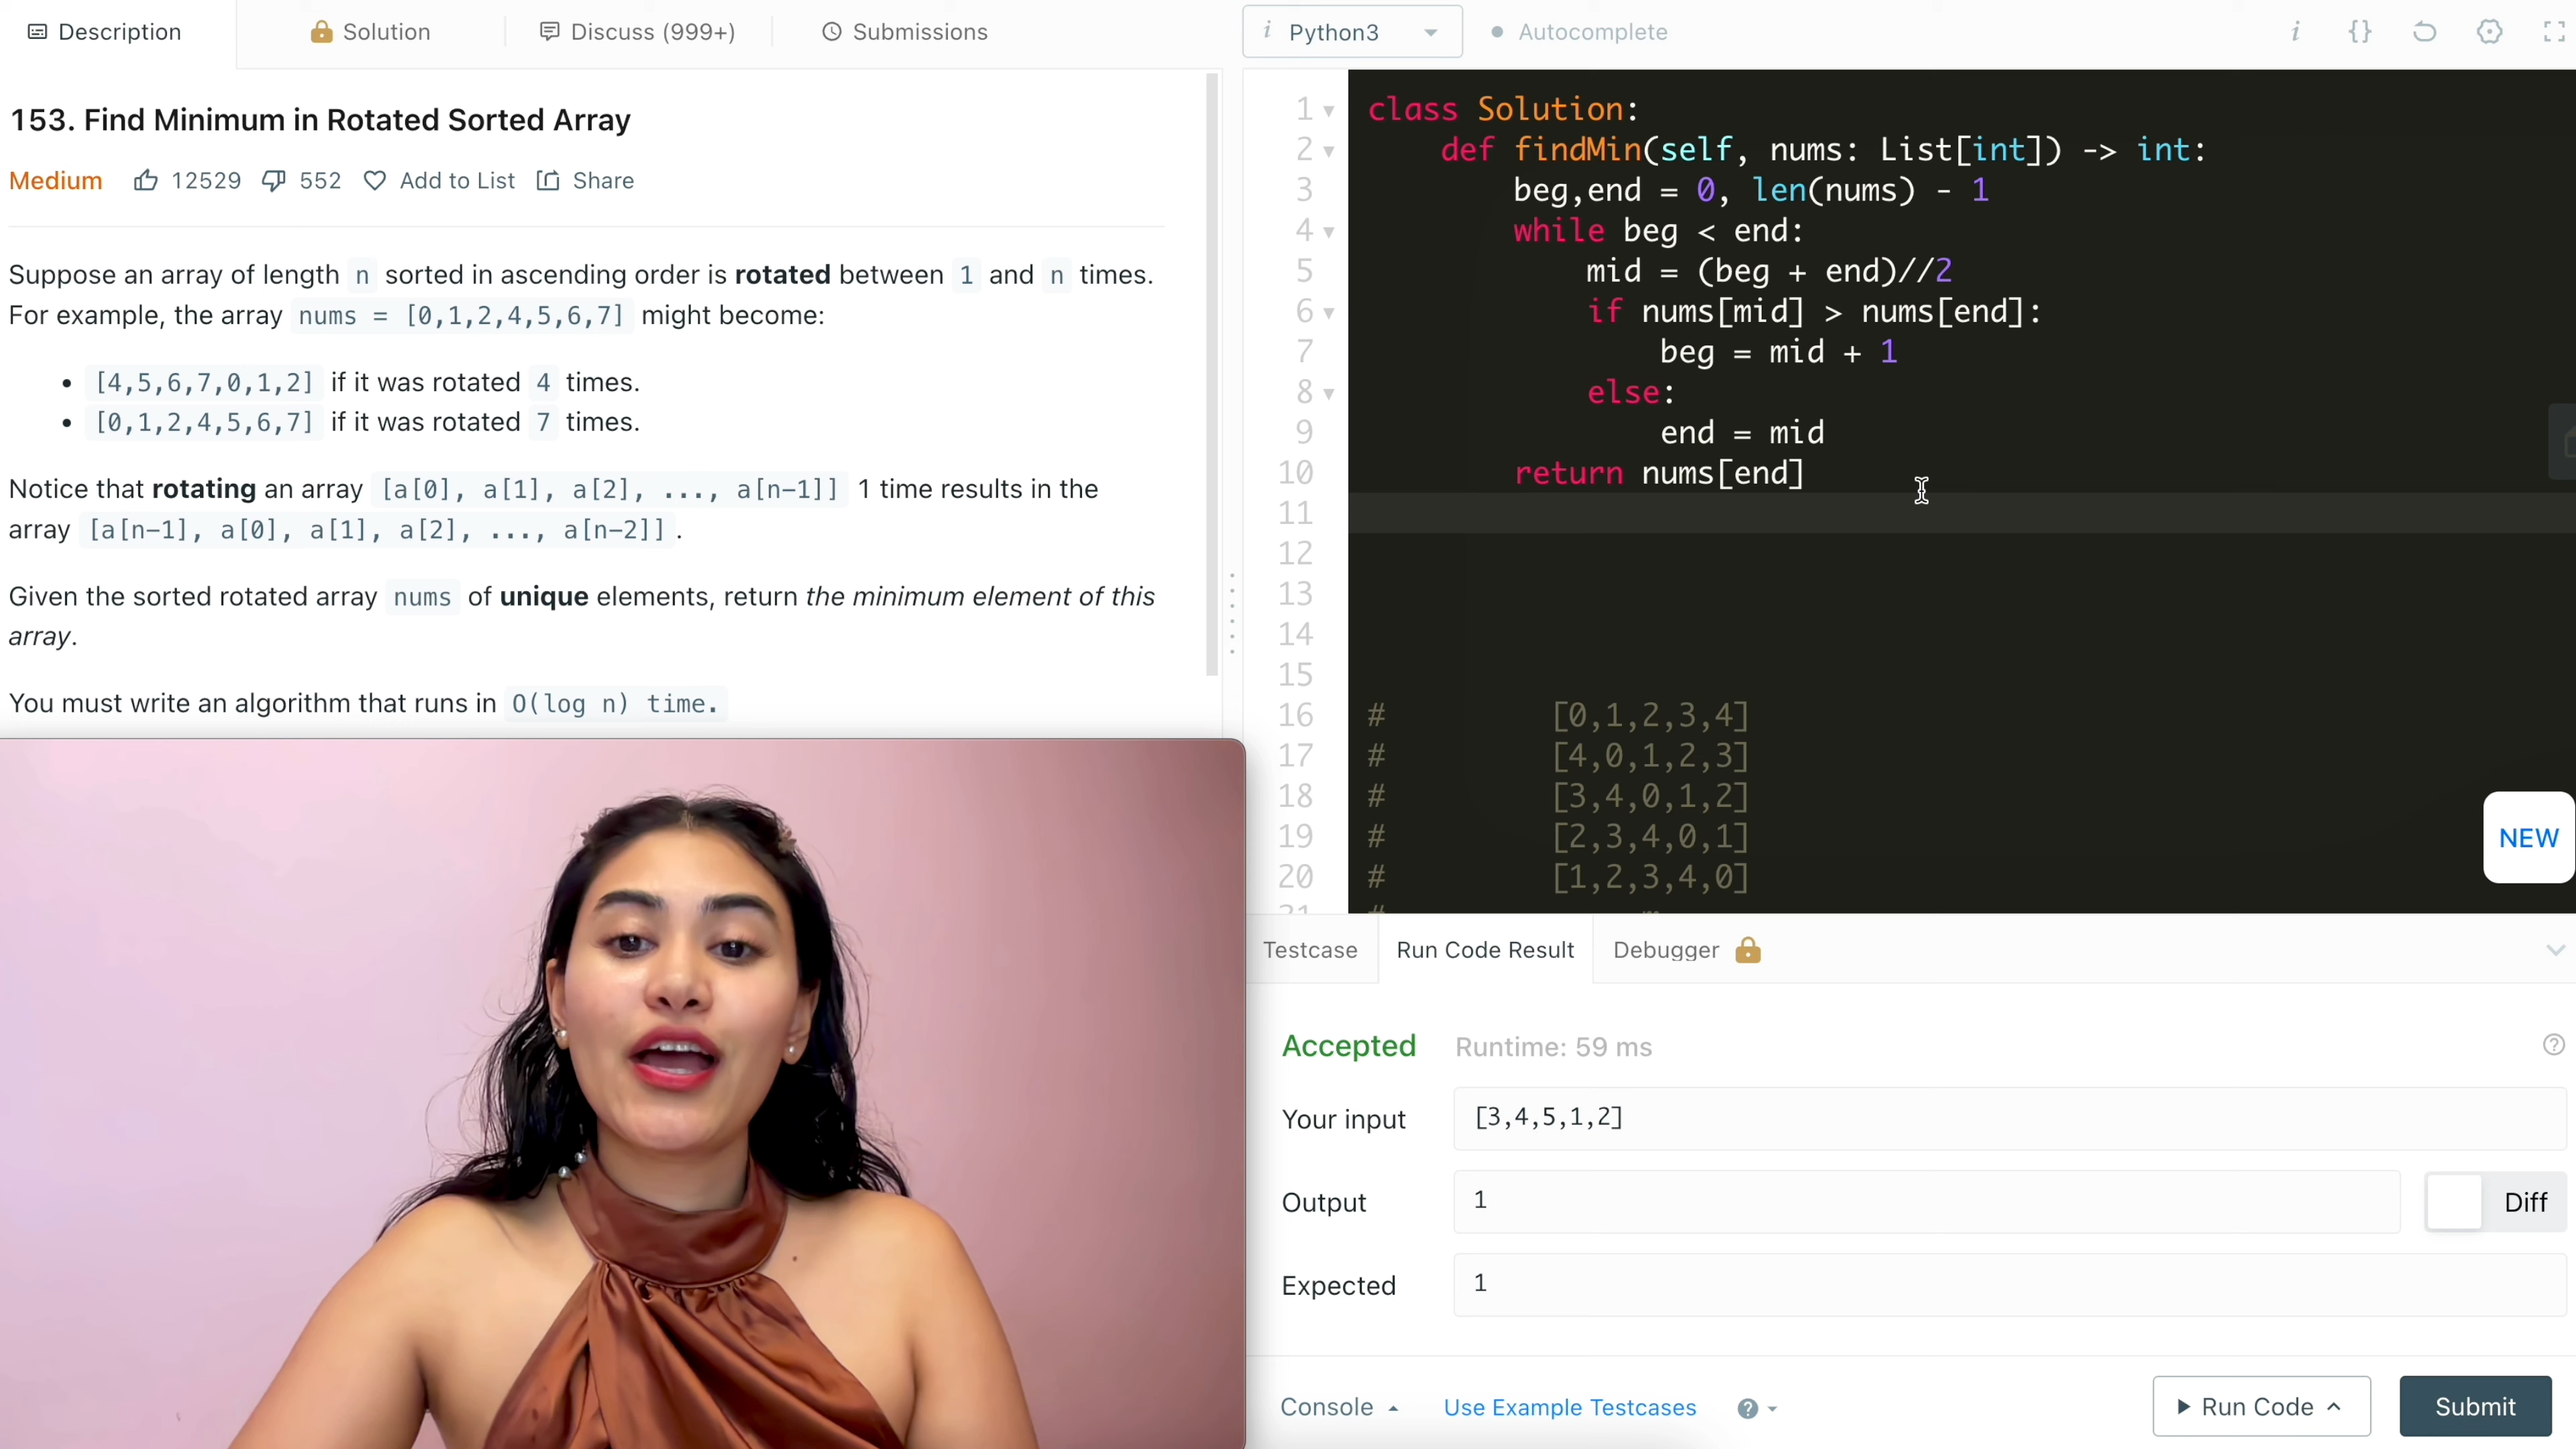 Description
Solution
Discuss (999+)
Submissions
153. Find Minimum in Rotated Sorted Array
Medium 12529 552 Add to List Share
Suppose an array of length n sorted in ascending order is rotated between 1 and n times.
For example, the array nums = [0,1,2,4,5,6,7] might become:
• [4,5,6,7,0,1,2] if it was rotated 4 times.
• [0,1,2,4,5,6,7] if it was rotated 7 times.
Notice that rotating an array [a[0], a[1], a[2], ..., a[n-1]] 1 time results in the
array [a[n-1], a[0], a[1], a[2], ..., a[n-2]].
Given the sorted rotated array nums of unique elements, return the minimum element of this
array.
You must write an algorithm that runs in O(log n) time.
i Python3
Autocomplete
i {}
1 class Solution:
2     def findMin(self, nums: List[int]) -> int:
3         beg,end = 0, len(nums) - 1
4         while beg < end:
5             mid = (beg + end)//2
6             if nums[mid] > nums[end]:
7                 beg = mid + 1
8             else:
9                 end = mid
10         return nums[end]
11
12
13
14
15
16 #         [0,1,2,3,4]
17 #         [4,0,1,2,3]
18 #         [3,4,0,1,2]
19 #         [2,3,4,0,1]
20 #         [1,2,3,4,0]
21 #              m
NEW
Testcase
Run Code Result
Debugger
Accepted Runtime: 59 ms
Your input [3,4,5,1,2]
Output 1 Diff
Expected 1
Console
Use Example Testcases
Run Code
Submit